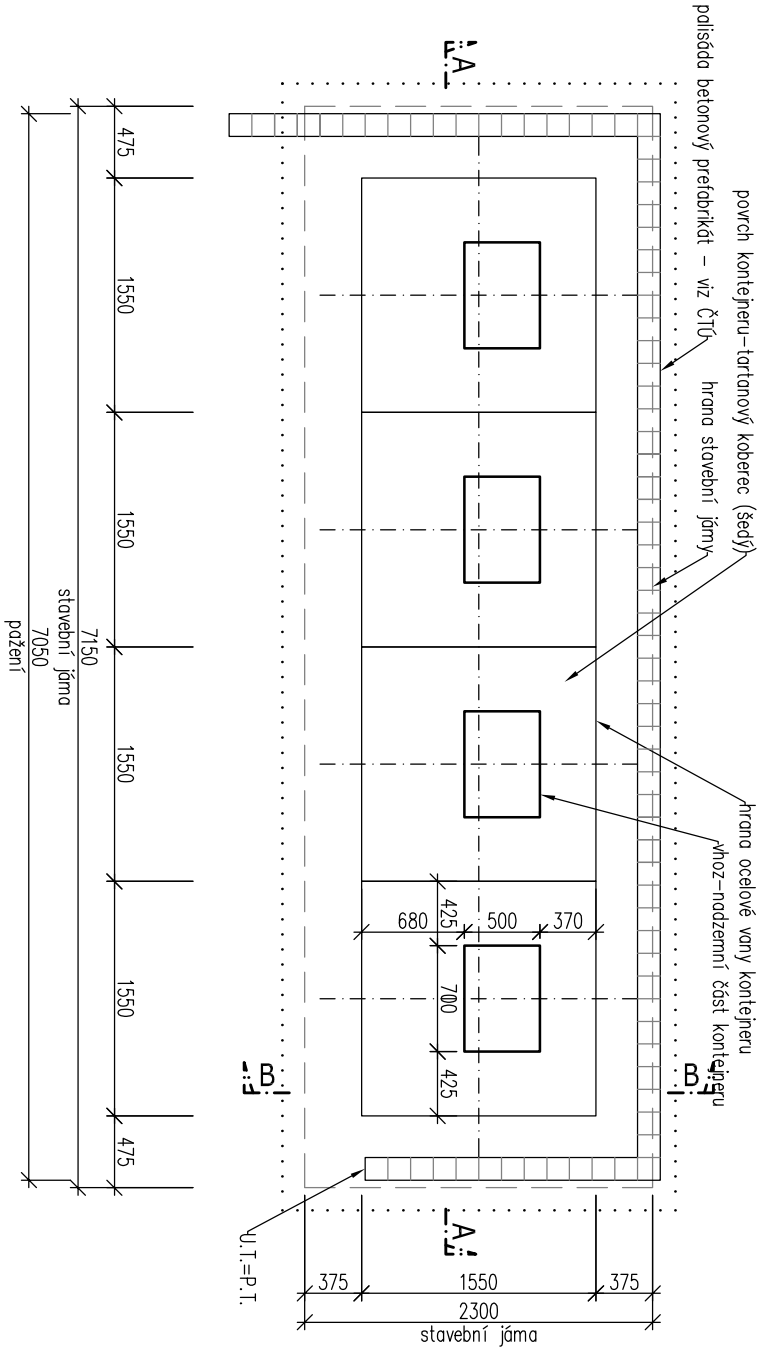 palisáda betonový prefabrikát - viz ČTÚ
povrch kontejneru-tartanový koberec (šedý)
hrana stavební jámy
hrana ocelové vany kontejneru
vhoz-nadzemní část kontejneru
A
A
B
B
475
1550
1550
1550
1550
475
7150
stavební jáma
7050
pažení
425
700
425
680
500
370
U.T.=P.T.
375
1550
375
2300
stavební jáma